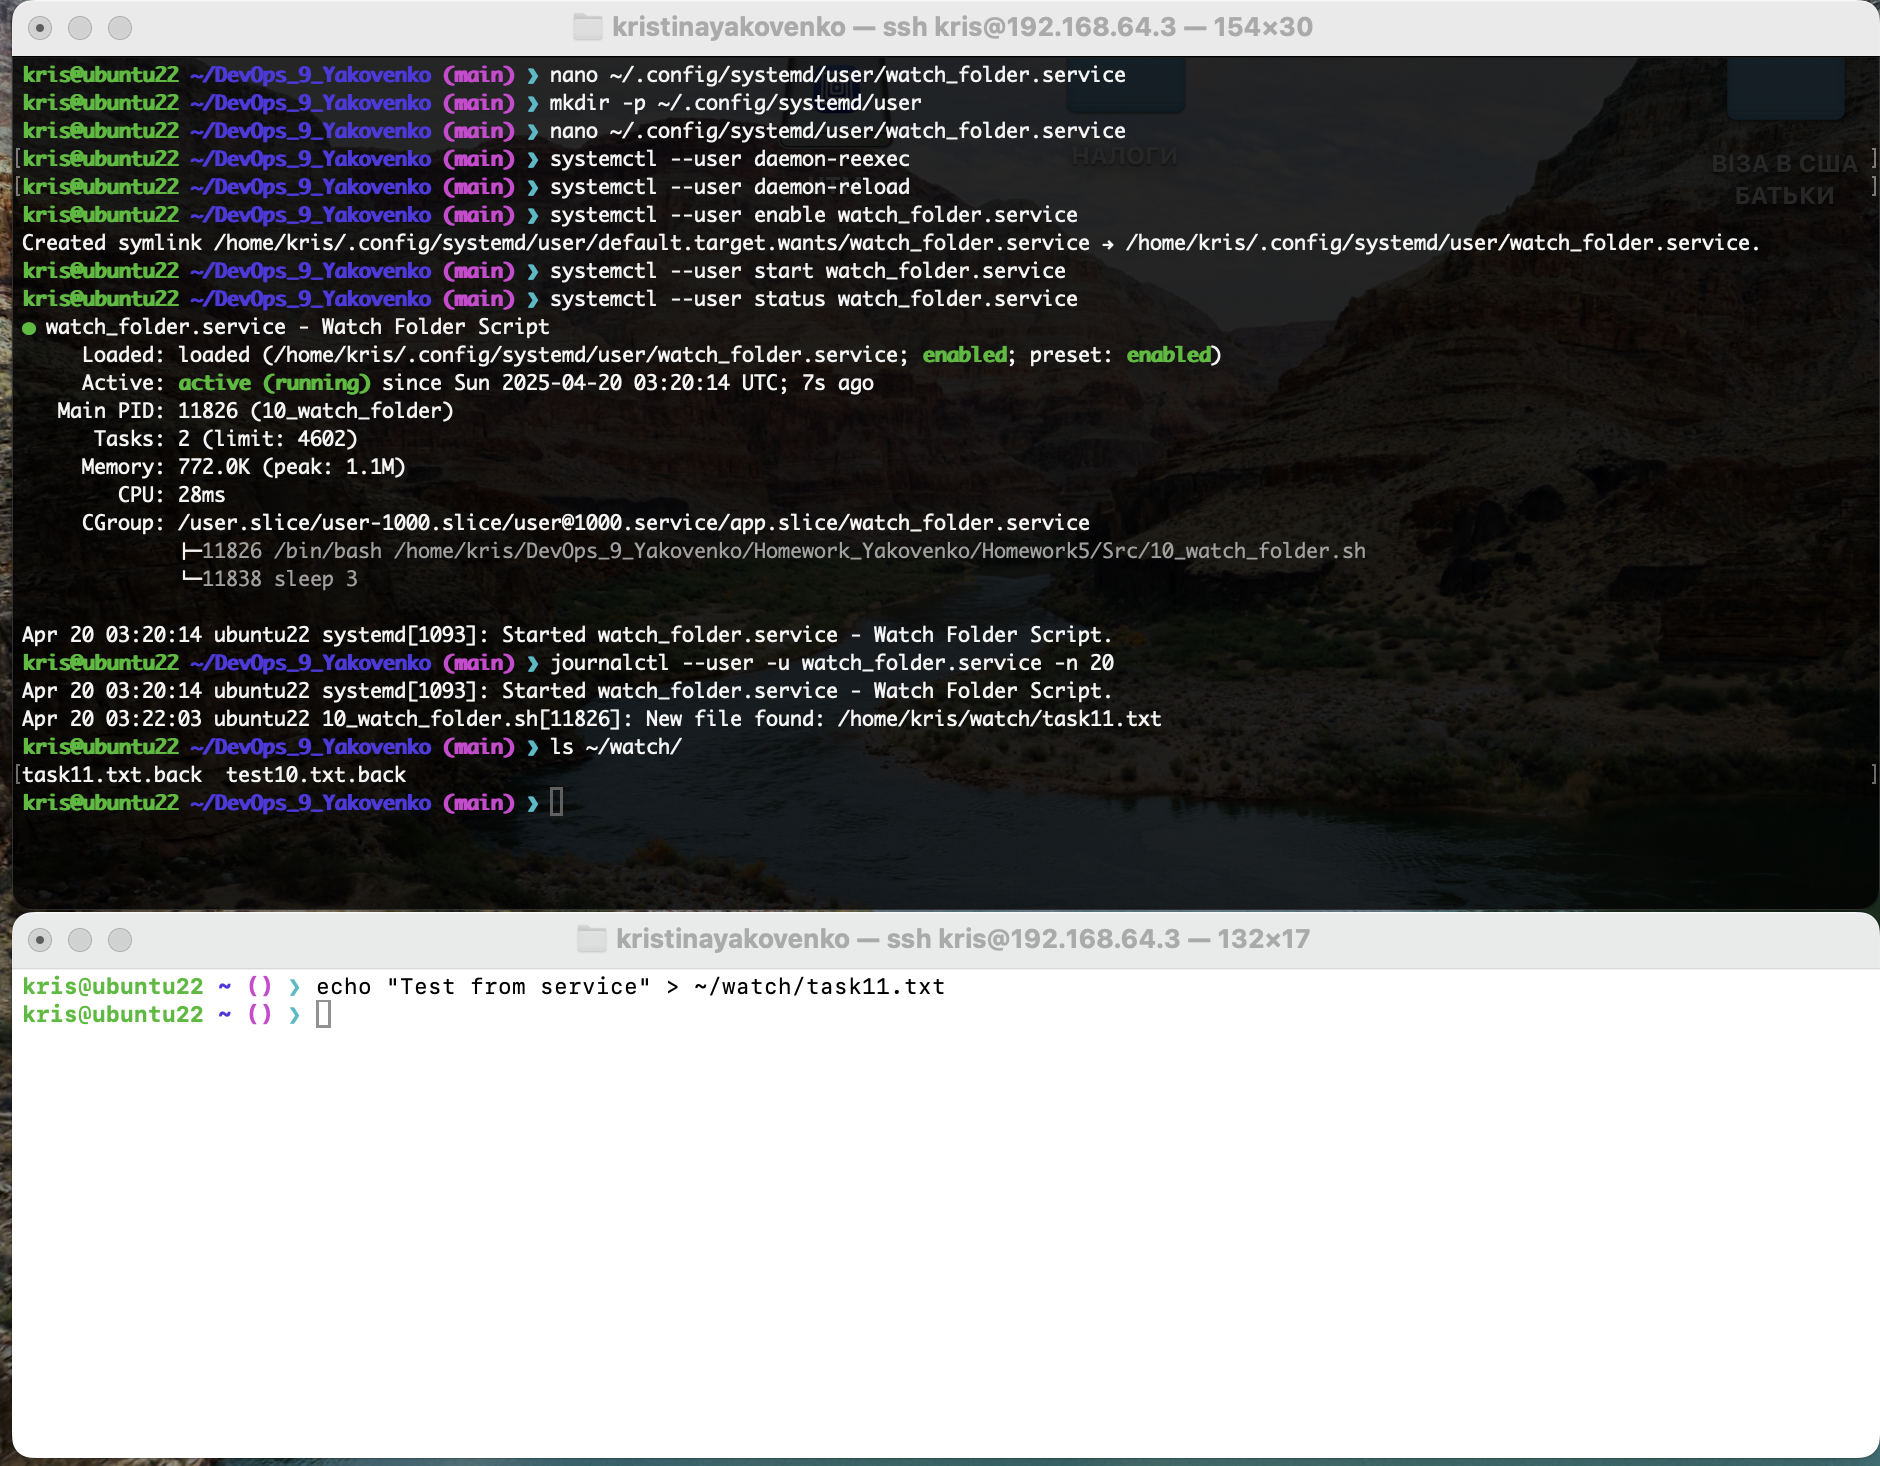 kristinayakovenko — ssh kris@192.168.64.3 — 154×30
kris@ubuntu22 ~/DevOps_9_Yakovenko (main) ❯ nano ~/.config/systemd/user/watch_folder.service
kris@ubuntu22 ~/DevOps_9_Yakovenko (main) ❯ mkdir -p ~/.config/systemd/user
kris@ubuntu22 ~/DevOps_9_Yakovenko (main) ❯ nano ~/.config/systemd/user/watch_folder.service
[kris@ubuntu22 ~/DevOps_9_Yakovenko (main) ❯ systemctl --user daemon-reexec ]
[kris@ubuntu22 ~/DevOps_9_Yakovenko (main) ❯ systemctl --user daemon-reload ]
kris@ubuntu22 ~/DevOps_9_Yakovenko (main) ❯ systemctl --user enable watch_folder.service
Created symlink /home/kris/.config/systemd/user/default.target.wants/watch_folder.service → /home/kris/.config/systemd/user/watch_folder.service.
kris@ubuntu22 ~/DevOps_9_Yakovenko (main) ❯ systemctl --user start watch_folder.service
kris@ubuntu22 ~/DevOps_9_Yakovenko (main) ❯ systemctl --user status watch_folder.service
● watch_folder.service - Watch Folder Script
Loaded: loaded (/home/kris/.config/systemd/user/watch_folder.service; enabled; preset: enabled)
Active: active (running) since Sun 2025-04-20 03:20:14 UTC; 7s ago
Main PID: 11826 (10_watch_folder)
Tasks: 2 (limit: 4602)
Memory: 772.0K (peak: 1.1M)
CPU: 28ms
CGroup: /user.slice/user-1000.slice/user@1000.service/app.slice/watch_folder.service
├─11826 /bin/bash /home/kris/DevOps_9_Yakovenko/Homework_Yakovenko/Homework5/Src/10_watch_folder.sh
└─11838 sleep 3
Apr 20 03:20:14 ubuntu22 systemd[1093]: Started watch_folder.service - Watch Folder Script.
kris@ubuntu22 ~/DevOps_9_Yakovenko (main) ❯ journalctl --user -u watch_folder.service -n 20
Apr 20 03:20:14 ubuntu22 systemd[1093]: Started watch_folder.service - Watch Folder Script.
Apr 20 03:22:03 ubuntu22 10_watch_folder.sh[11826]: New file found: /home/kris/watch/task11.txt
kris@ubuntu22 ~/DevOps_9_Yakovenko (main) ❯ ls ~/watch/
[task11.txt.back  test10.txt.back ]
kris@ubuntu22 ~/DevOps_9_Yakovenko (main) ❯
НАЛОГИ
ВІЗА В США
БАТЬКИ
kristinayakovenko — ssh kris@192.168.64.3 — 132×17
kris@ubuntu22 ~ () ❯ echo "Test from service" > ~/watch/task11.txt
kris@ubuntu22 ~ () ❯